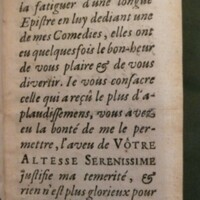 la fatiguer d'une longue
Epistre en luy dediant une
de mes Comedies, elles ont
eu quelquesfois le bon-heur
de vous plaire & de vous
divertir. Ie vous consacre
celle qui a reçeu le plus d'a-
plaudissemens, vous avez
eu la bonté de me le per-
mettre, l'aveu de VÔTRE
ALTESSE SERENISSIME
justifie ma temerité, &
rien n'est plus glorieux pour